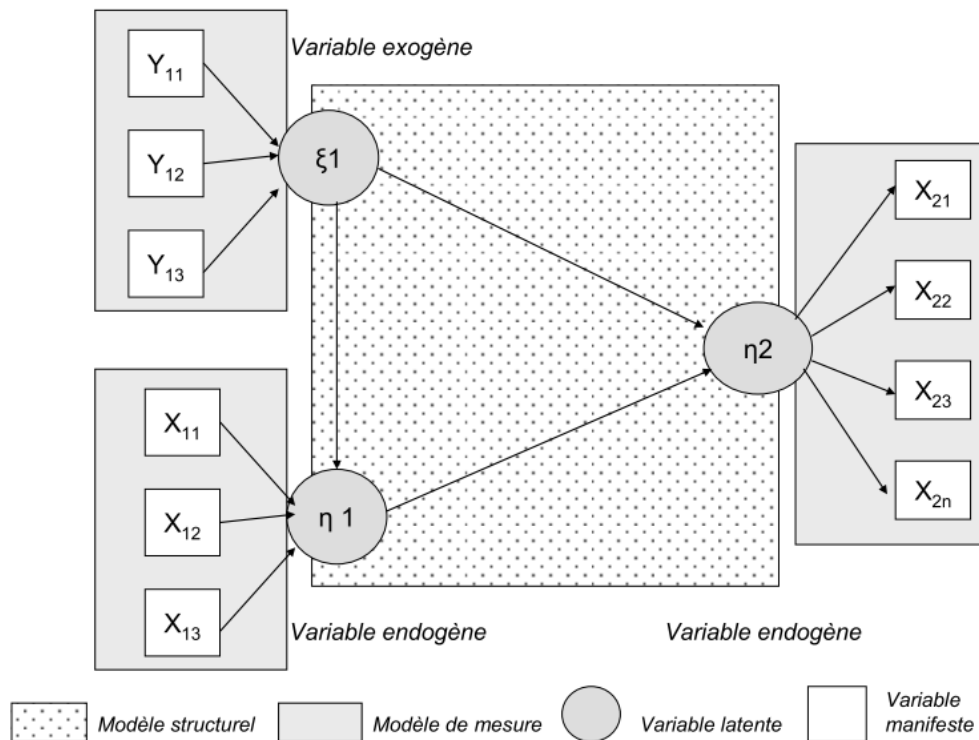 Variable exogène
Y11
Y12
Y13
ξ1
X11
X12
X13
η 1
η2
X21
X22
X23
X2n
Variable endogène
Variable endogène
Modèle structurel
Modèle de mesure
Variable latente
Variable
manifeste